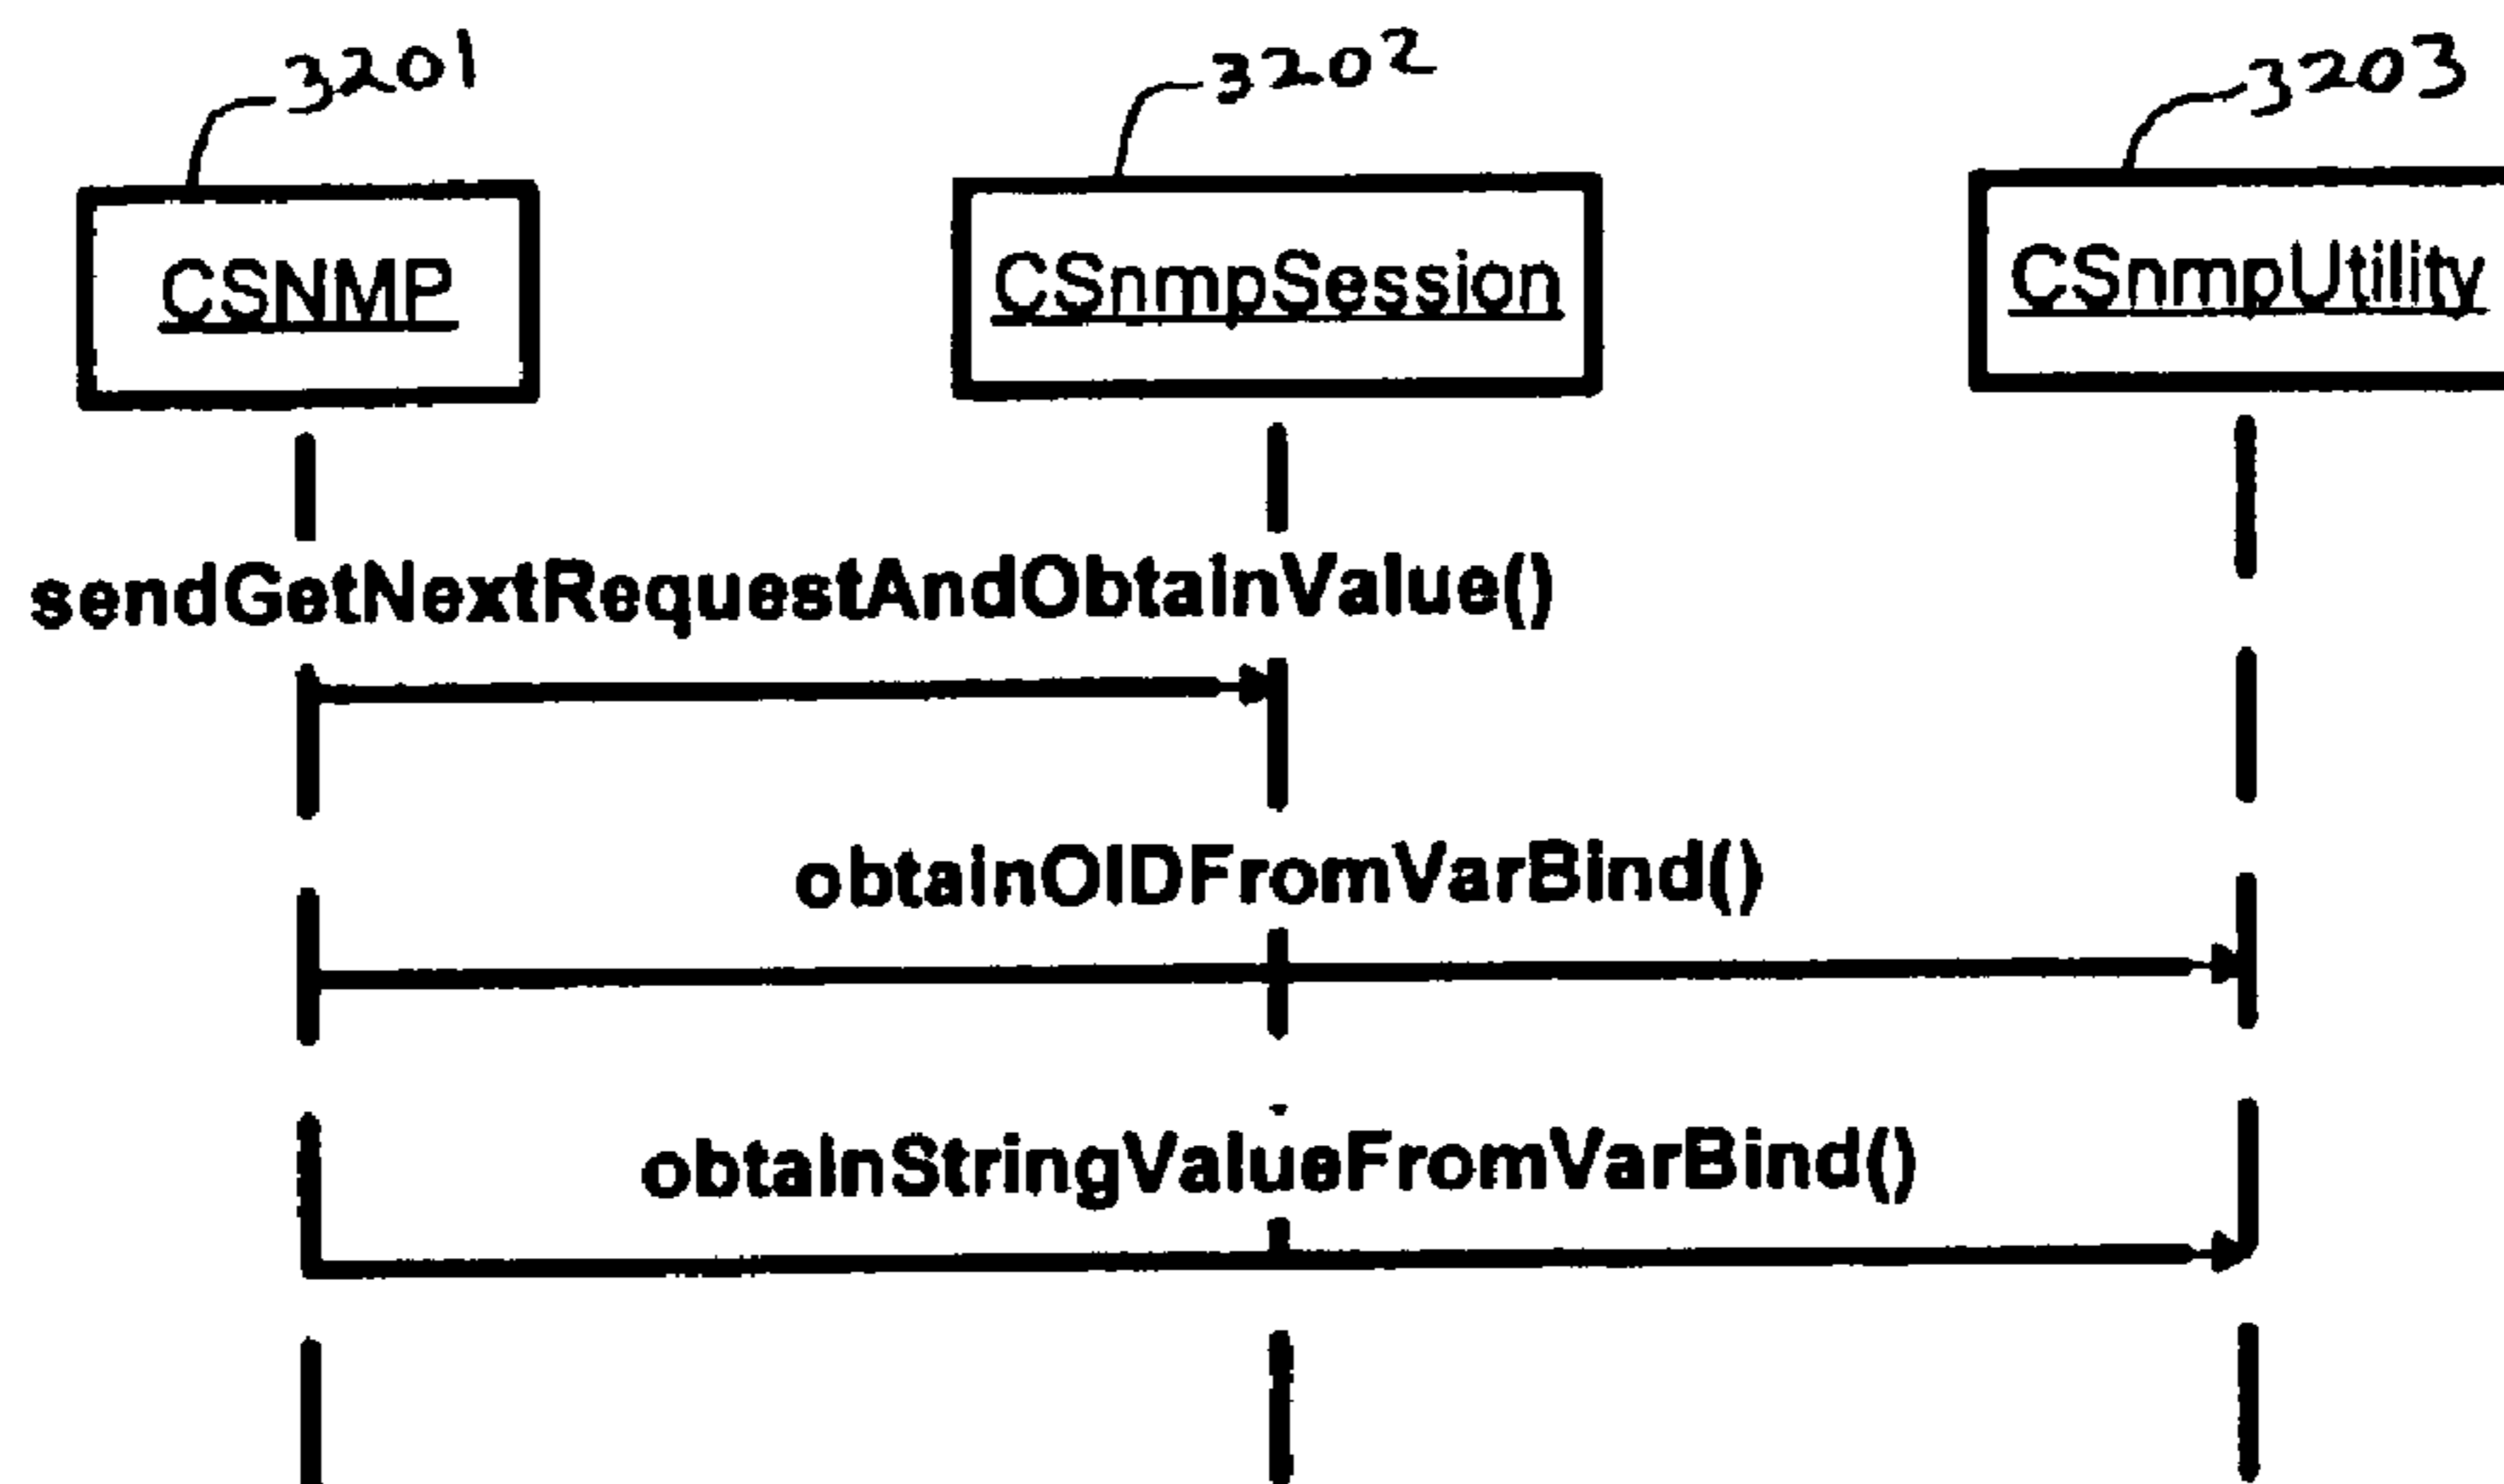 3201
3202
3203
CSNMP
CSnmpSession
CSnmpUtility
sendGetNextRequestAndObtainValue()
obtainOIDFromVarBind()
obtainStringValueFromVarBind()